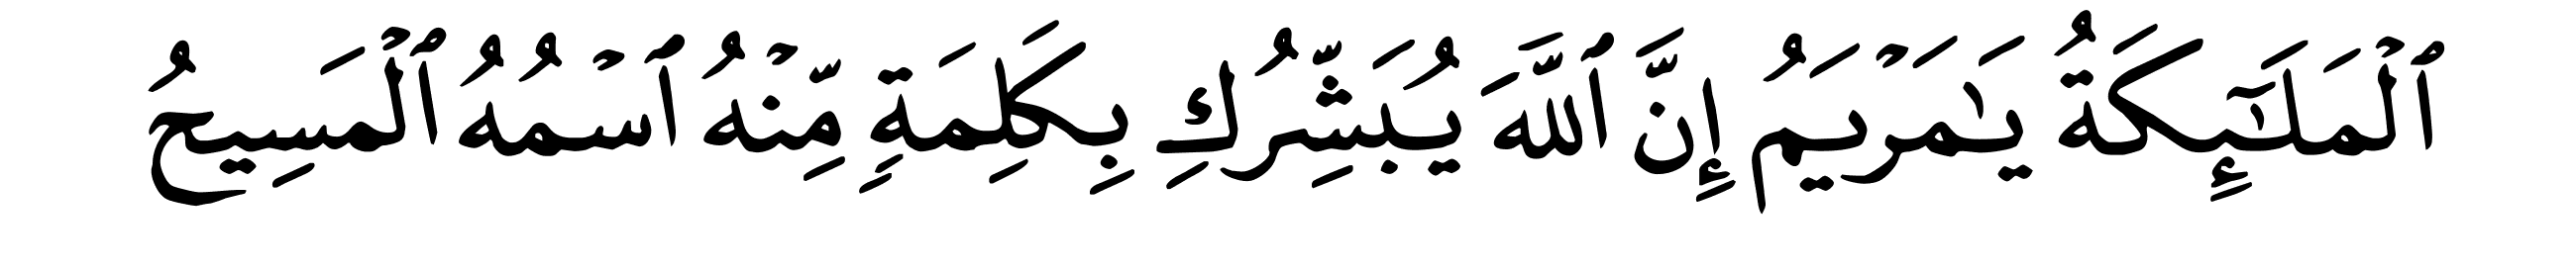 ٱلْمَلَـٰٓئِكَةُ يَـٰمَرْيَمُ إِنَّ ٱللَّهَ يُبَشِّرُكِ بِكَلِمَةٍ مِّنْهُ ٱسْمُهُ ٱلْمَسِيحُ